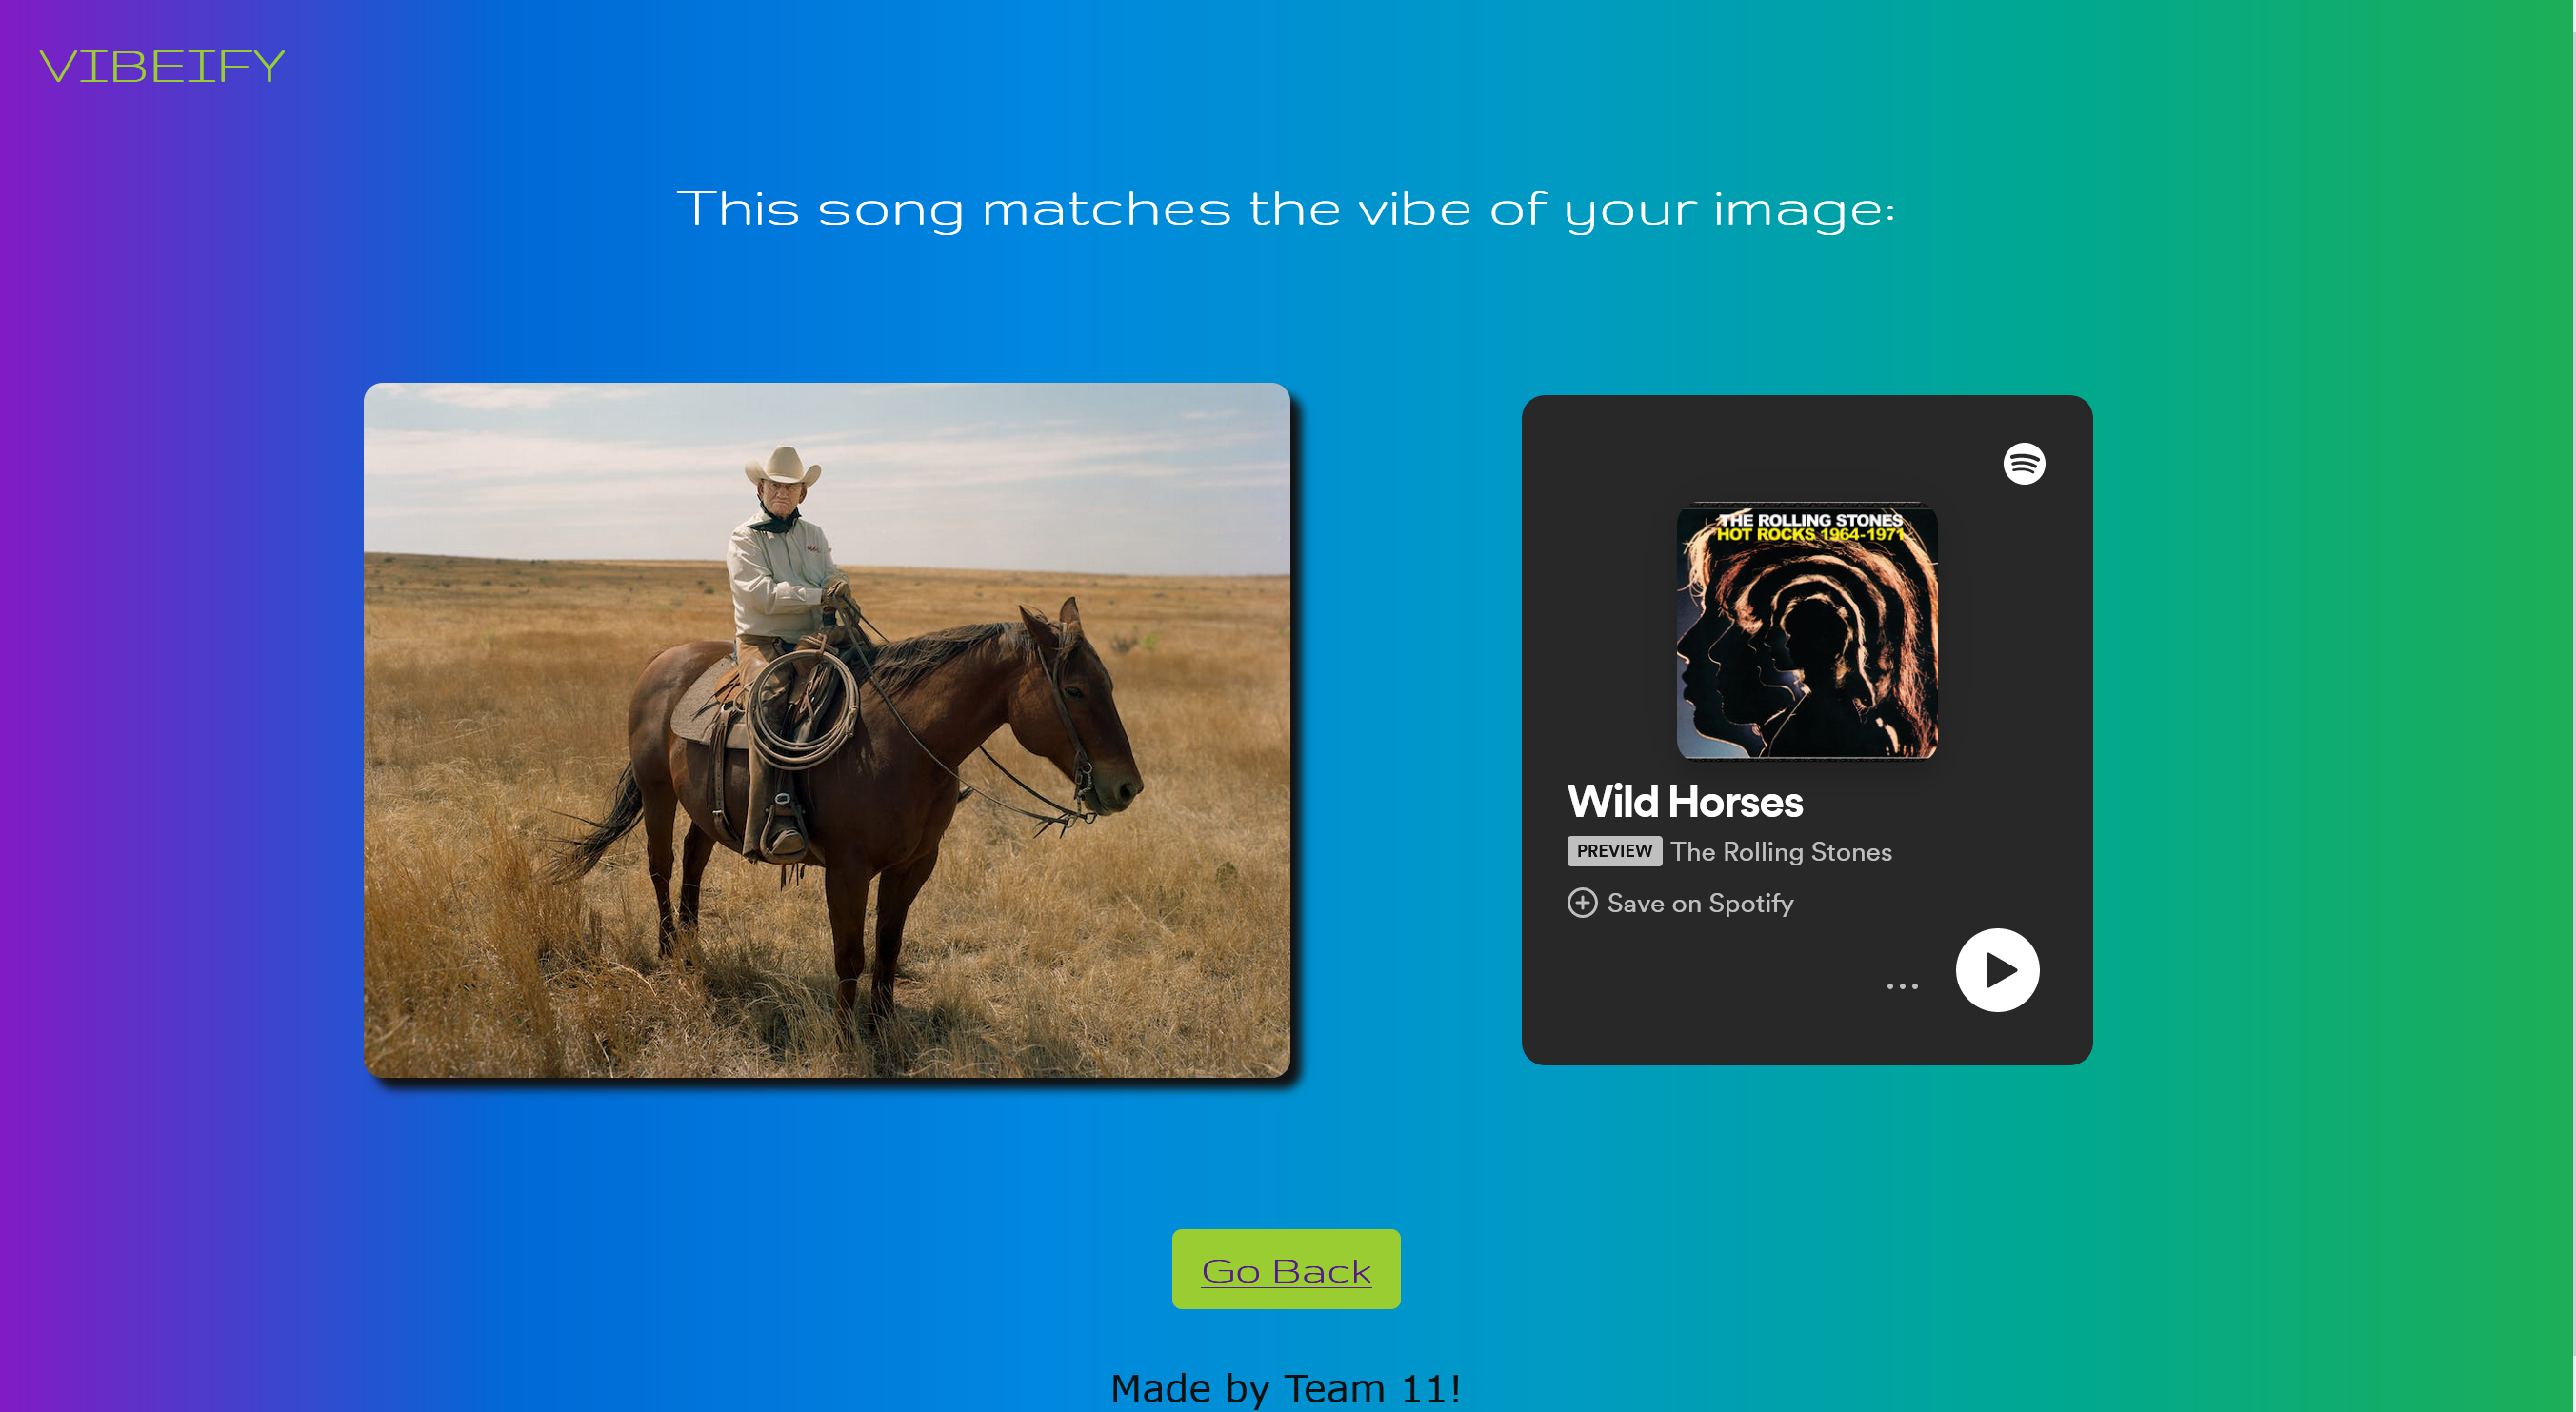 VIBEIFY
This song matches the vibe of your image:
THE ROLLING STONES
HOT ROCKS 1964-1971
Wild Horses
PREVIEW The Rolling Stones
Save on Spotify
Go Back
Made by Team 11!